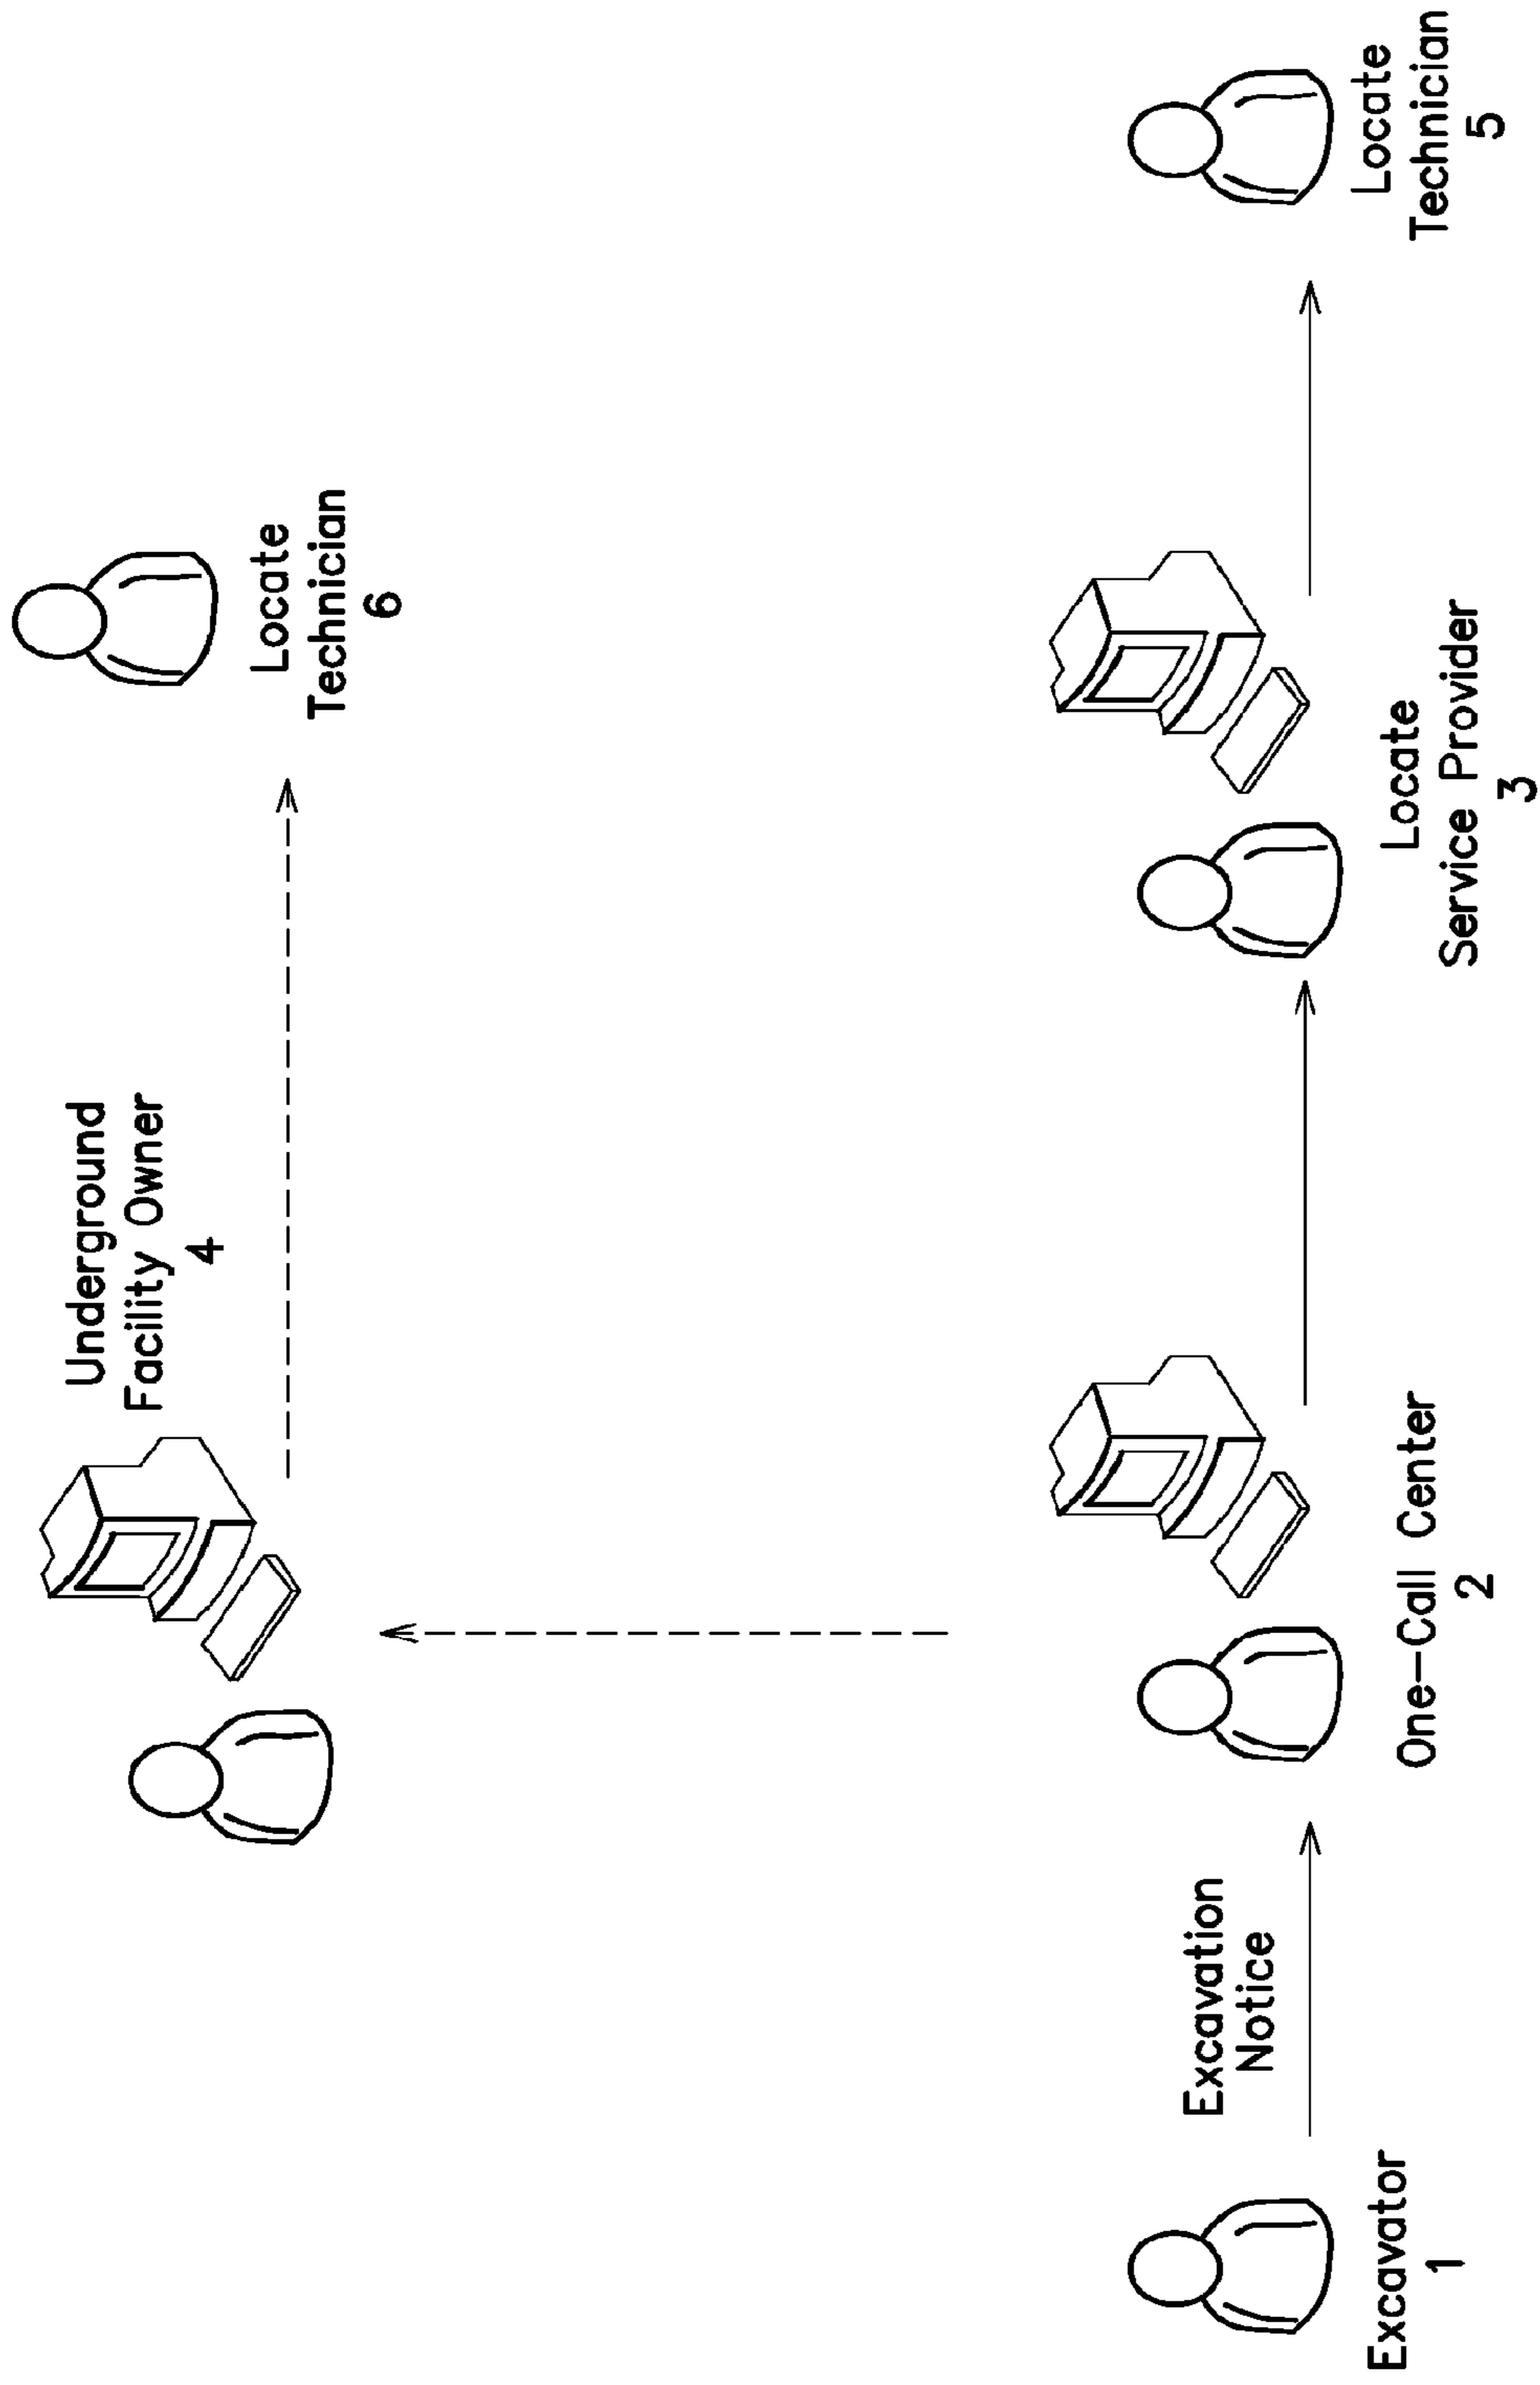 Underground
Facility Owner
4
Locate
Technician
6
Excavator
1
Excavation
Notice
One-Call Center
2
Locate
Service Provider
3
Locate
Technician
5